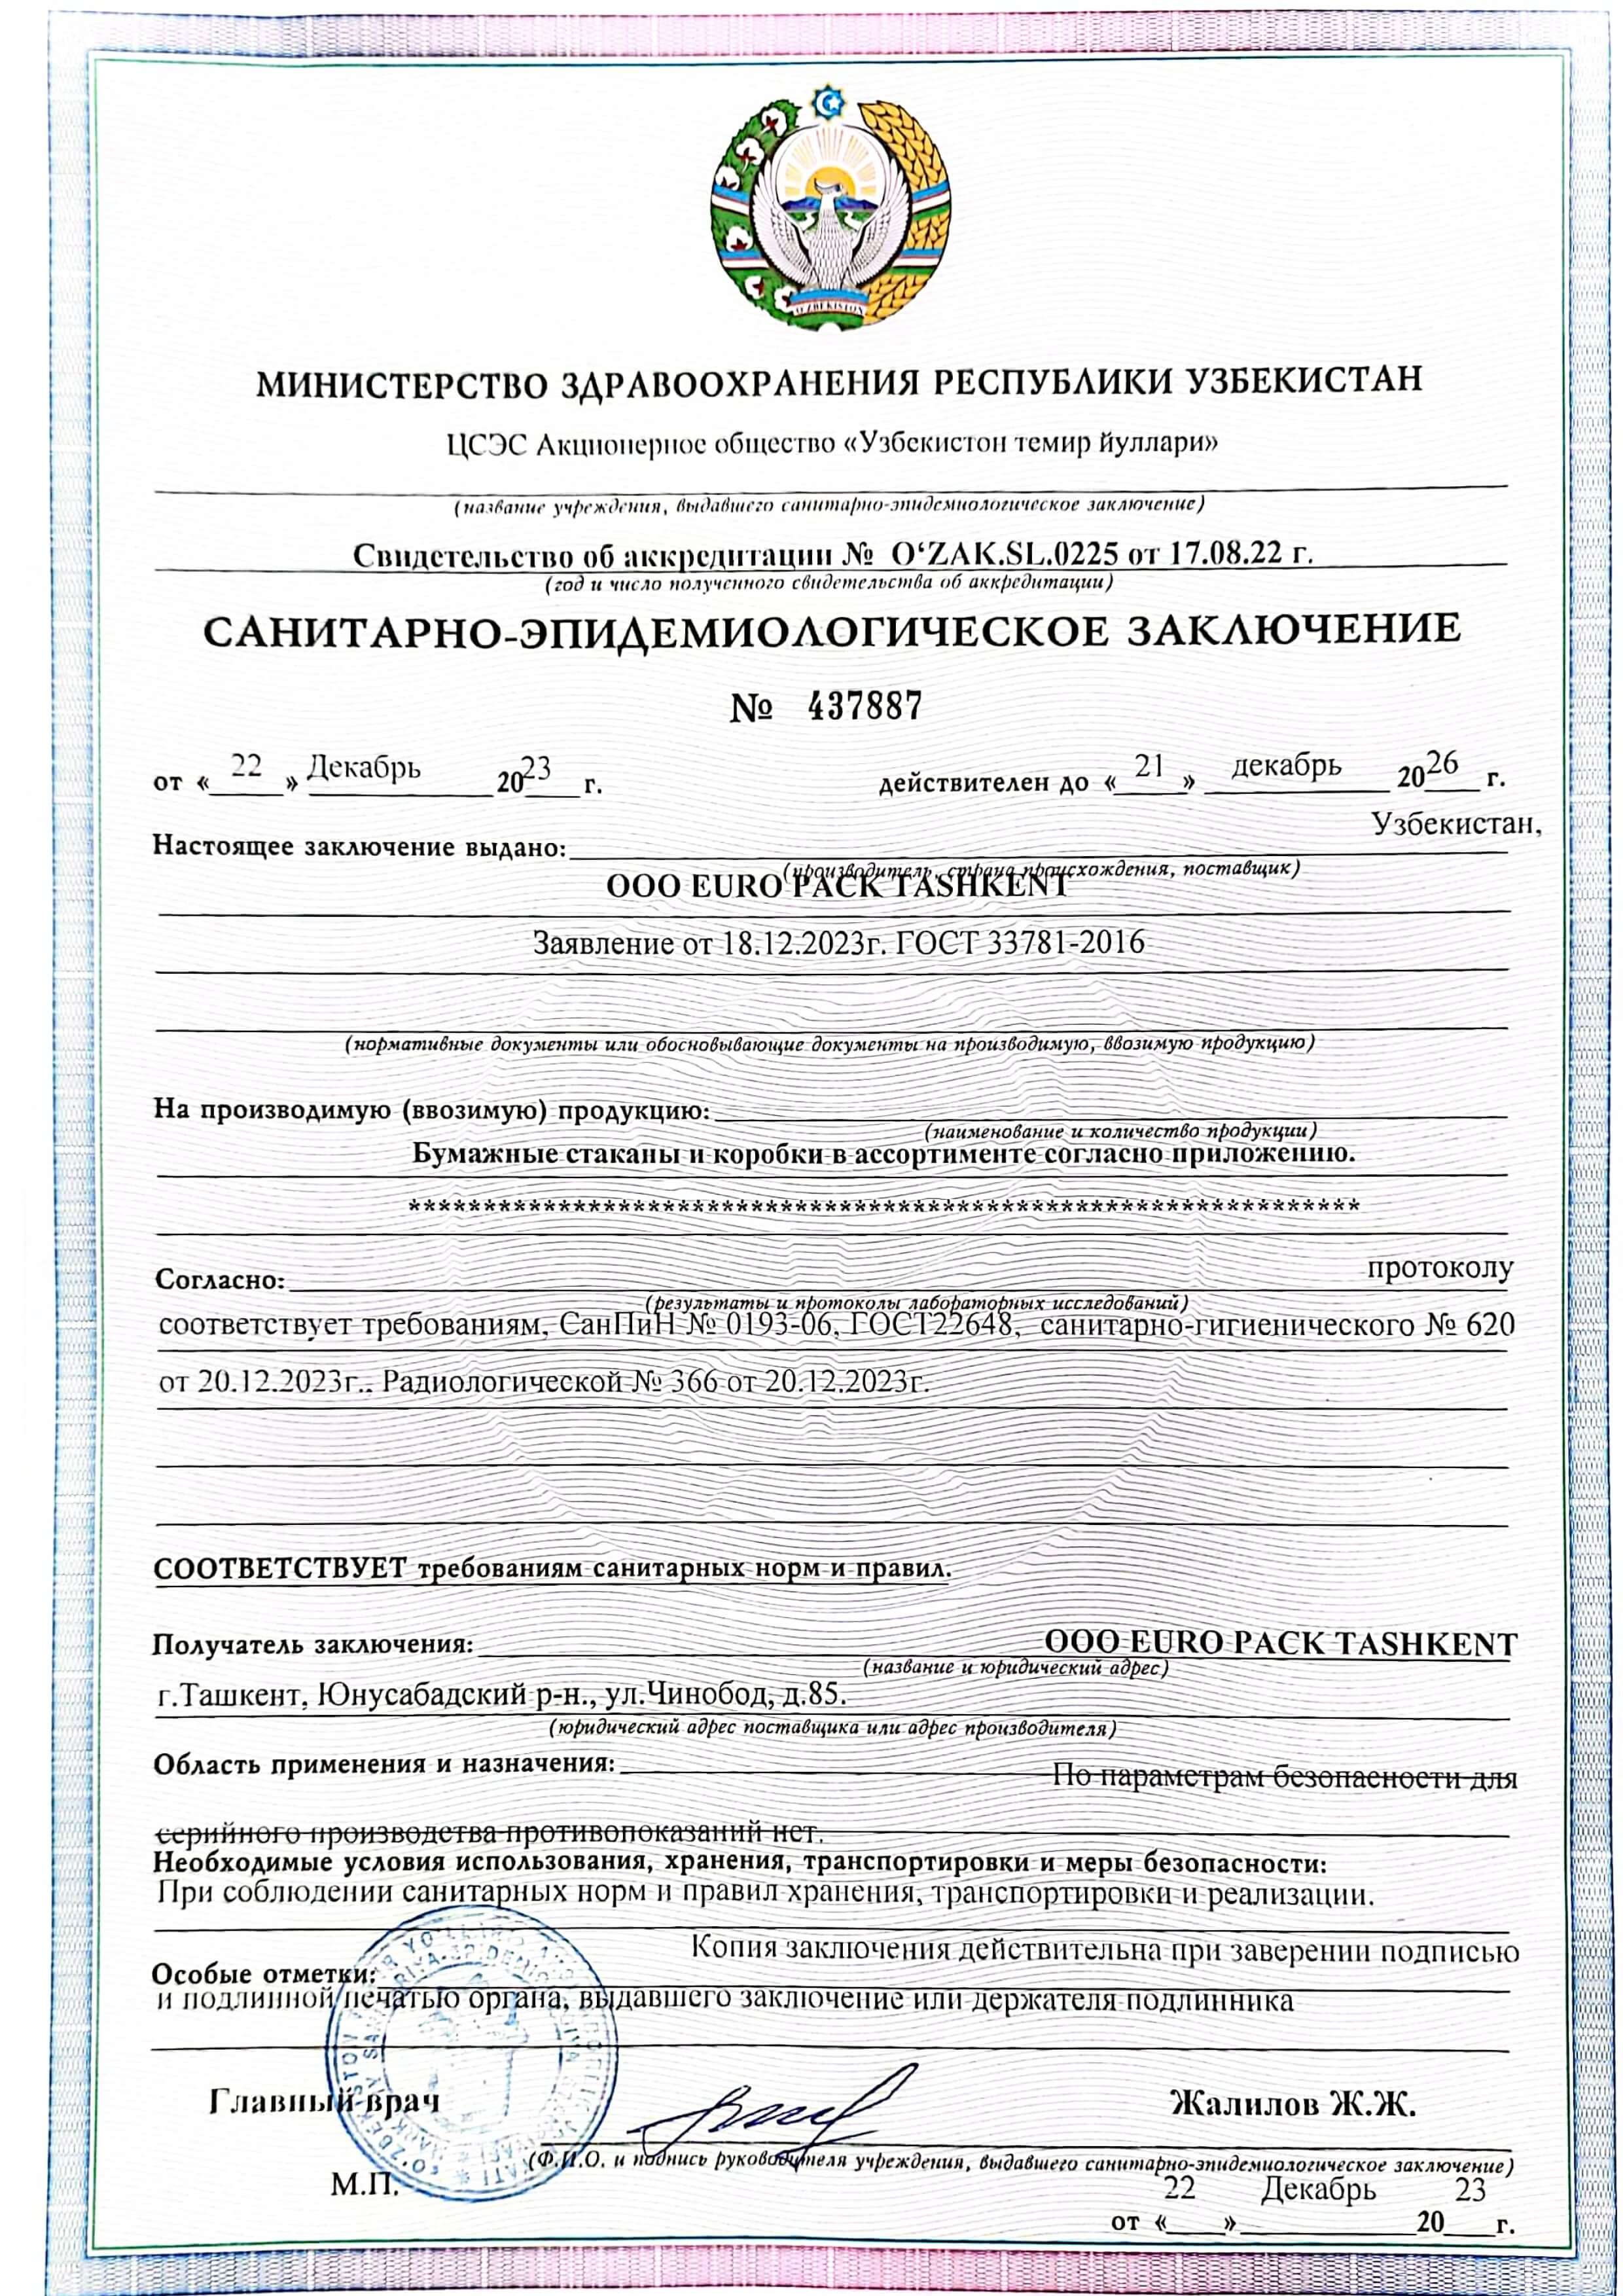 O'ZBEKISTON
МИНИСТЕРСТВО ЗДРАВООХРАНЕНИЯ РЕСПУБЛИКИ УЗБЕКИСТАН
ЦСЭС Акционерное общество «Узбекистон темир йуллари»
(название учреждения, выдавшего санитарно-эпидемиологическое заключение)
Свидетельство об аккредитации № O‘ZAK.SL.0225 от 17.08.22 г.
(год и число полученного свидетельства об аккредитации)
САНИТАРНО-ЭПИДЕМИОЛОГИЧЕСКОЕ ЗАКЛЮЧЕНИЕ
№ 437887
от « 22 » Декабрь 2023 г. действителен до « 21 » декабрь 2026 г.
Настоящее заключение выдано: Узбекистан,
(производитель, страна происхождения, поставщик)
ООО EURO PACK TASHKENT
Заявление от 18.12.2023г. ГОСТ 33781-2016
(нормативные документы или обосновывающие документы на производимую, ввозимую продукцию)
На производимую (ввозимую) продукцию:
(наименование и количество продукции)
Бумажные стаканы и коробки в ассортименте согласно приложению.
****************************************************************
Согласно: протоколу
(результаты и протоколы лабораторных исследований)
соответствует требованиям, СанПиН № 0193-06, ГОСТ22648, санитарно-гигиенического № 620
от 20.12.2023г., Радиологической № 366 от 20.12.2023г.
СООТВЕТСТВУЕТ требованиям санитарных норм и правил.
Получатель заключения: ООО EURO PACK TASHKENT
(название и юридический адрес)
г.Ташкент, Юнусабадский р-н., ул.Чинобод, д.85.
(юридический адрес поставщика или адрес производителя)
Область применения и назначения: По параметрам безопасности для
серийного производства противопоказаний нет.
Необходимые условия использования, хранения, транспортировки и меры безопасности:
При соблюдении санитарных норм и правил хранения, транспортировки и реализации.
Копия заключения действительна при заверении подписью
Особые отметки:
и подлинной печатью органа, выдавшего заключение или держателя подлинника
Главный врач Жалилов Ж.Ж.
(Ф.И.О. и подпись руководителя учреждения, выдавшего санитарно-эпидемиологическое заключение)
М.П.
от « 22 » Декабрь 2023 г.